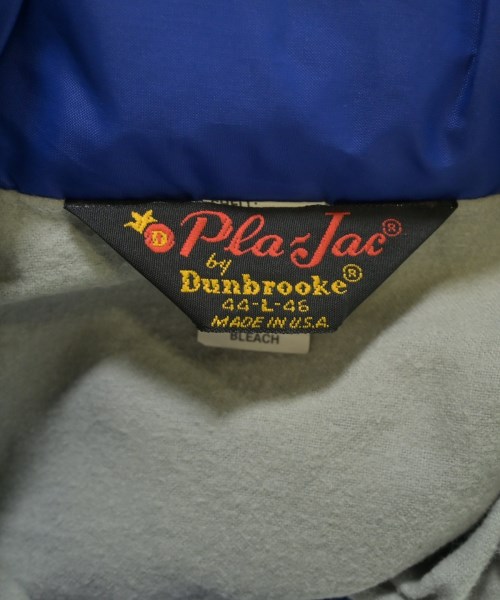 D Pla-Jac®
by
Dunbrooke®
44-L-46
MADE IN U.S.A.
BLEACH